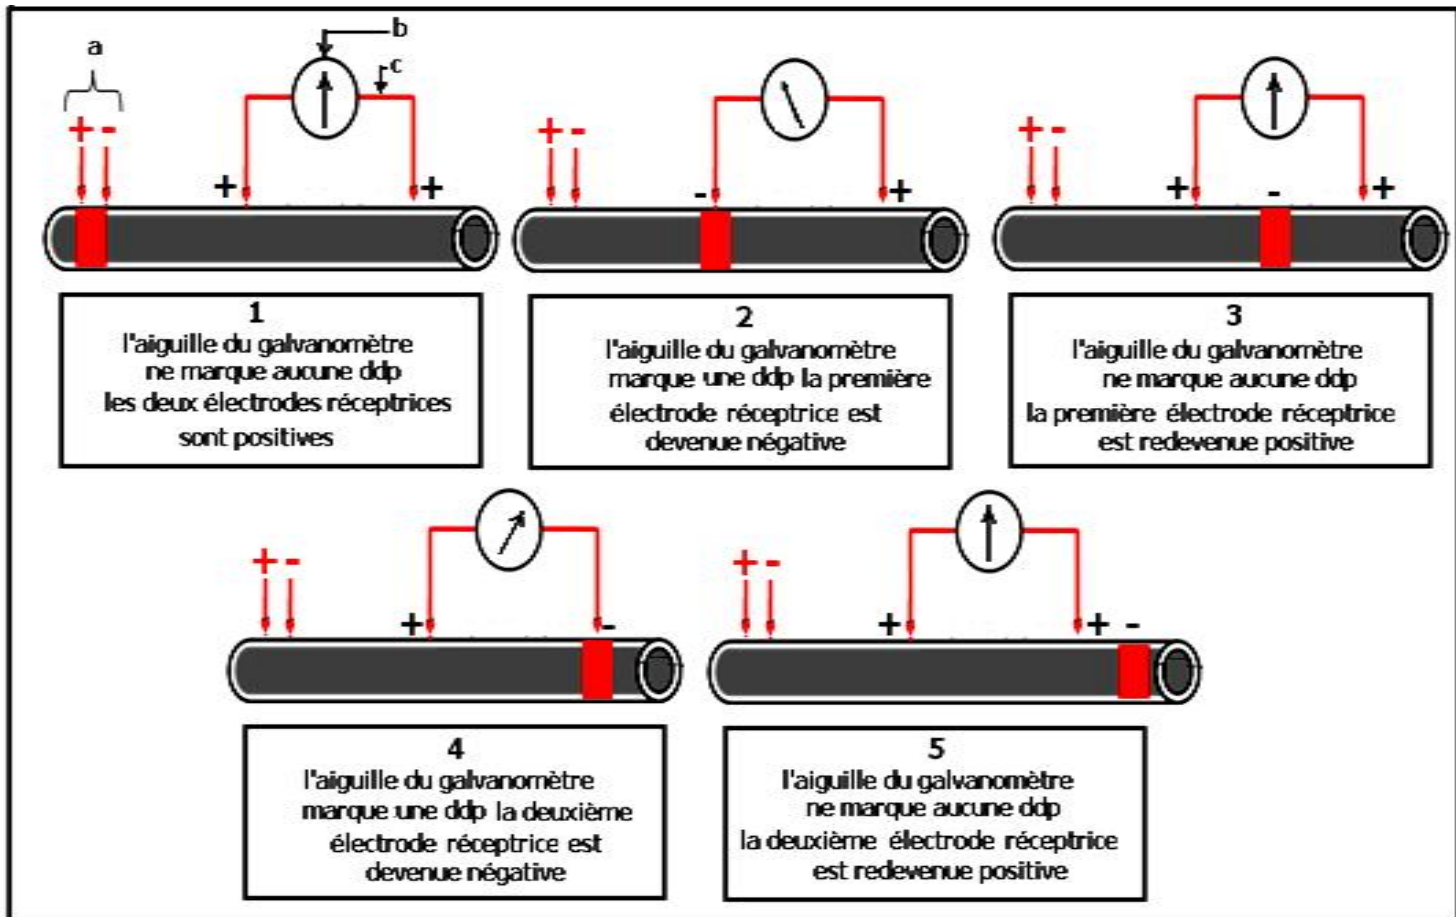 a
b
c
+ -
+ +
+ -
- +
+ -
+ - +
1
l'aiguille du galvanomètre
ne marque aucune ddp
les deux électrodes réceptrices
sont positives
2
l'aiguille du galvanomètre
marque une ddp la première
électrode réceptrice est
devenue négative
3
l'aiguille du galvanomètre
ne marque aucune ddp
la première électrode réceptrice
est redevenue positive
+ -
+ -
+ -
+ + -
4
l'aiguille du galvanomètre
marque une ddp la deuxième
électrode réceptrice est
devenue négative
5
l'aiguille du galvanomètre
ne marque aucune ddp
la deuxième électrode réceptrice
est redevenue positive